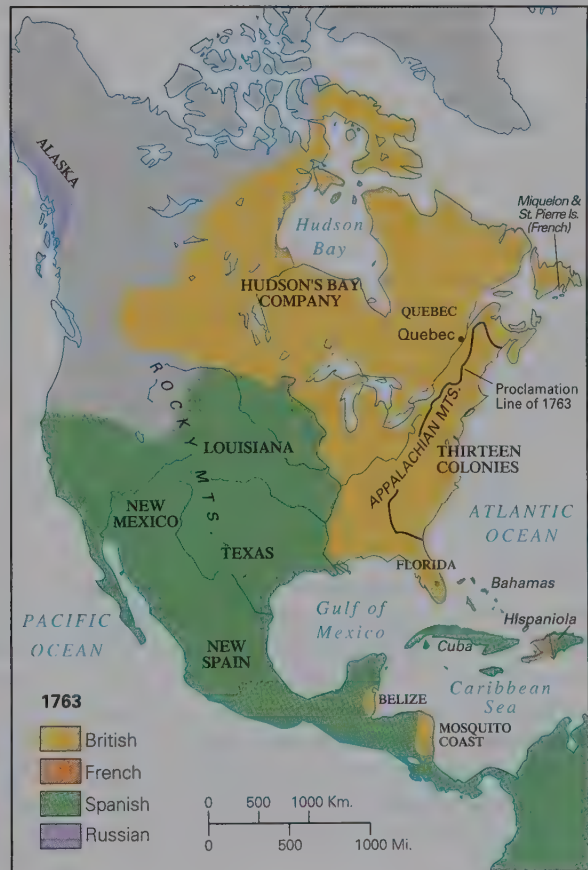 ALASKA
Hudson
Bay
Miquelon &
St. Pierre Is.
(French)
HUDSON'S BAY
COMPANY
QUEBEC
Quebec
Proclamation
Line of 1763
ROCKY MTS.
APPALACHIAN MTS.
LOUISIANA
THIRTEEN
COLONIES
NEW
MEXICO
TEXAS
ATLANTIC
OCEAN
FLORIDA
Bahamas
PACIFIC
OCEAN
Gulf of
Mexico
HIspaniola
Cuba
NEW
SPAIN
Caribbean
Sea
BELIZE
MOSQUITO
COAST
1763
British
French
Spanish
Russian
0 500 1000 Km.
0 500 1000 Mi.